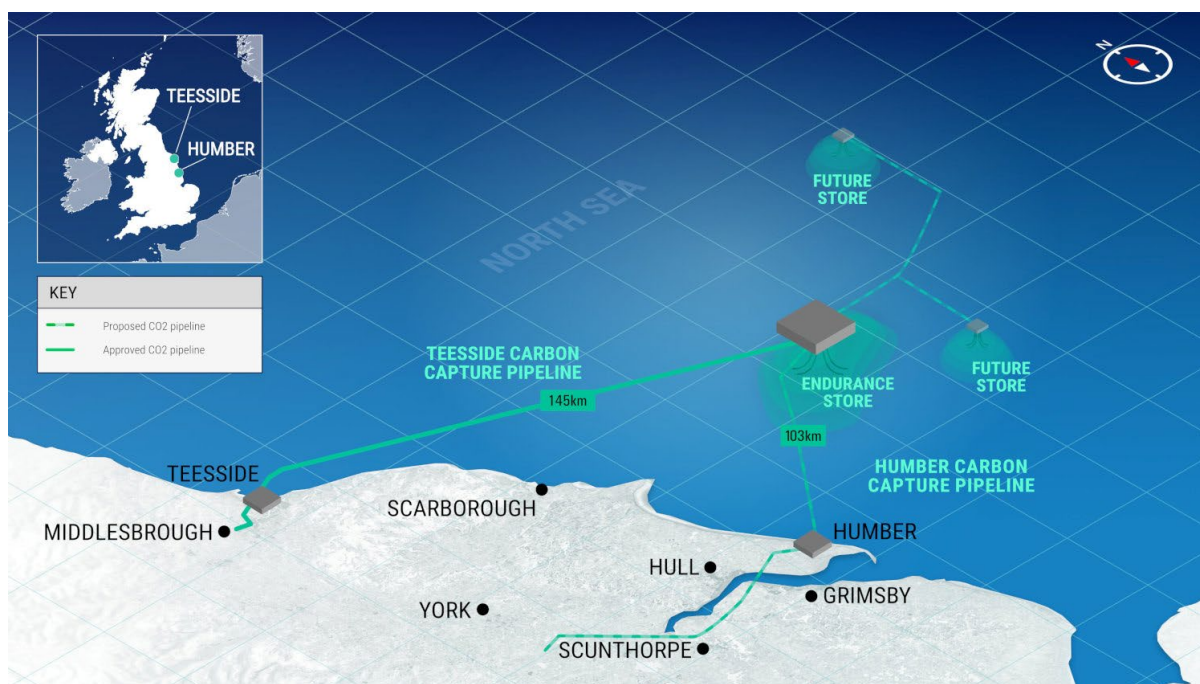 N
TEESSIDE
HUMBER
KEY
Proposed CO2 pipeline
Approved CO2 pipeline
NORTH SEA
FUTURE
STORE
FUTURE
STORE
TEESSIDE CARBON
CAPTURE PIPELINE
145km
ENDURANCE
STORE
103km
HUMBER CARBON
CAPTURE PIPELINE
TEESSIDE
SCARBOROUGH
MIDDLESBROUGH
HUMBER
HULL
GRIMSBY
YORK
SCUNTHORPE